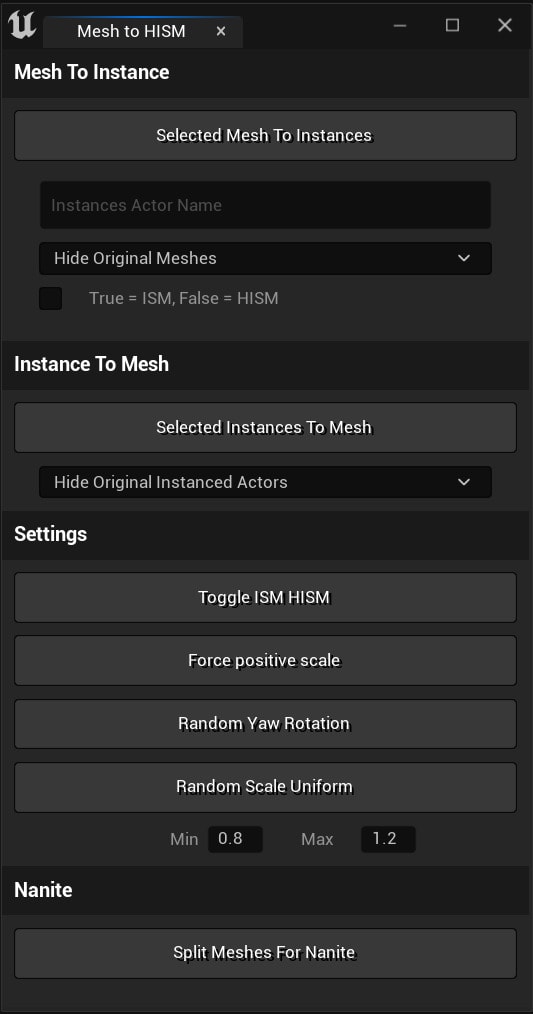 Mesh to HISM
Mesh To Instance
Selected Mesh To Instances
Instances Actor Name
Hide Original Meshes
True = ISM, False = HISM
Instance To Mesh
Selected Instances To Mesh
Hide Original Instanced Actors
Settings
Toggle ISM HISM
Force positive scale
Random Yaw Rotation
Random Scale Uniform
Min 0.8 Max 1.2
Nanite
Split Meshes For Nanite